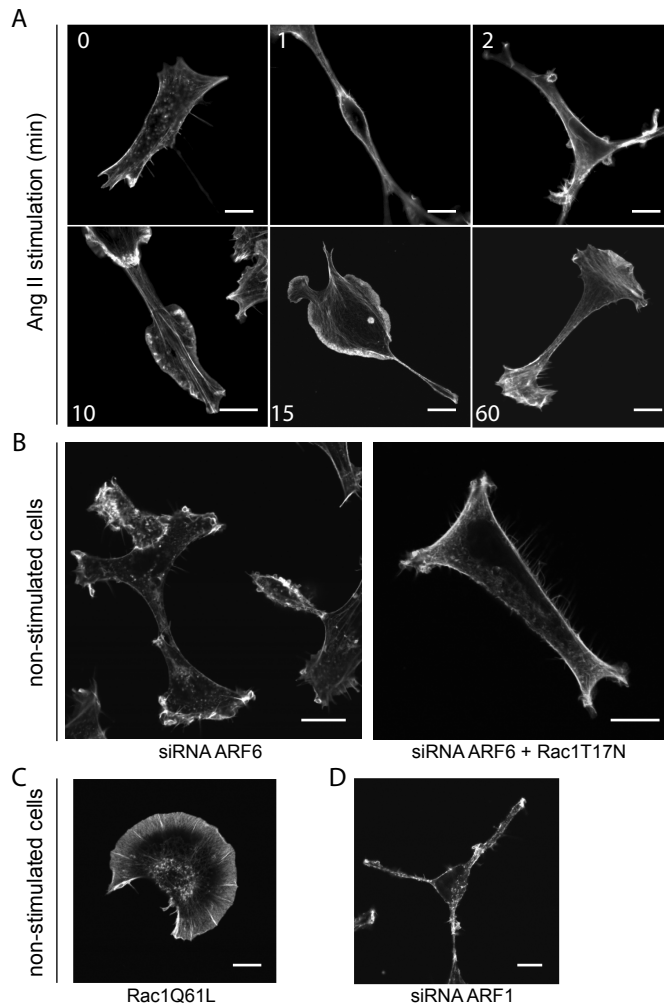 A
0
1
2
Ang II stimulation (min)
10
15
60
B
non-stimulated cells
siRNA ARF6
siRNA ARF6 + Rac1T17N
C
D
non-stimulated cells
Rac1Q61L
siRNA ARF1